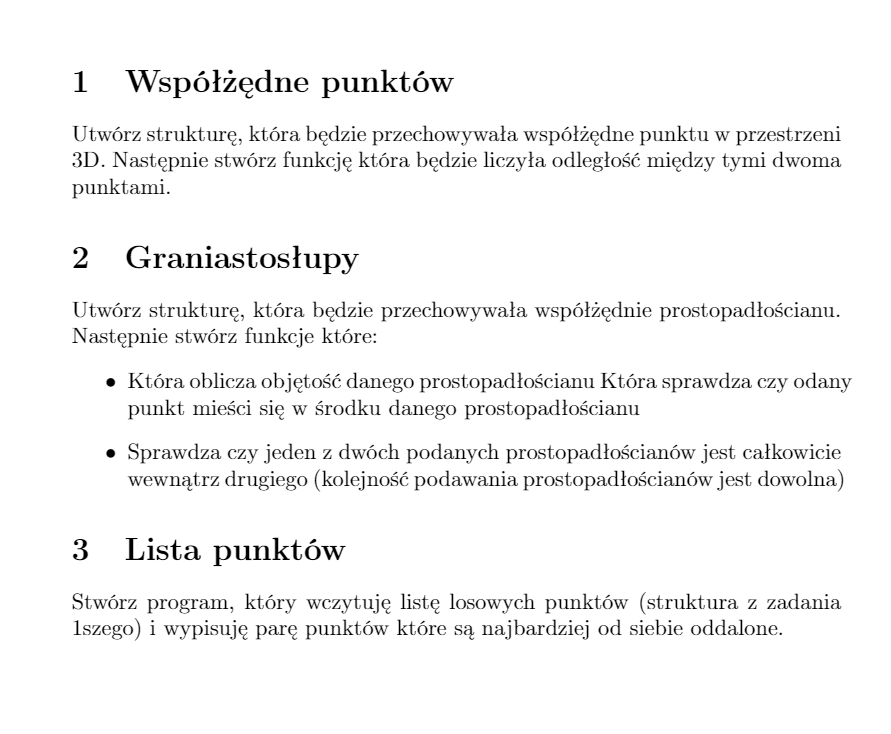 1 Współżędne punktów
Utwórz strukturę, która będzie przechowywała współżędne punktu w przestrzeni
3D. Następnie stwórz funkcję która będzie liczyła odległość między tymi dwoma
punktami.
2 Graniastosłupy
Utwórz strukturę, która będzie przechowywała współżędnie prostopadłościanu.
Następnie stwórz funkcje które:
• Która oblicza objętość danego prostopadłościanu Która sprawdza czy odany
punkt mieści się w środku danego prostopadłościanu
• Sprawdza czy jeden z dwóch podanych prostopadłościanów jest całkowicie
wewnątrz drugiego (kolejność podawania prostopadłościanów jest dowolna)
3 Lista punktów
Stwórz program, który wczytuję listę losowych punktów (struktura z zadania
1szego) i wypisuję parę punktów które są najbardziej od siebie oddalone.